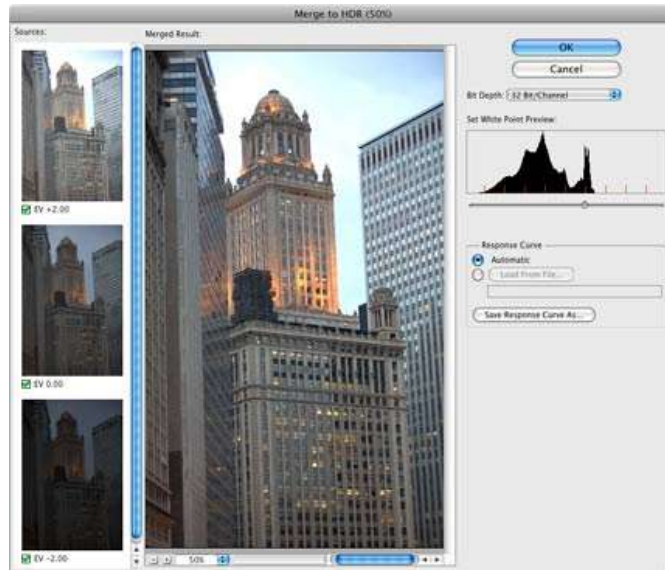 Merge to HDR (50%)
Sources:
Merged Result:
OK
Cancel
Bit Depth: 32 Bit/Channel
Set White Point Preview:
EV +2.00
Response Curve
Automatic
Load From File...
Save Response Curve As...
EV 0.00
EV -2.00
50%